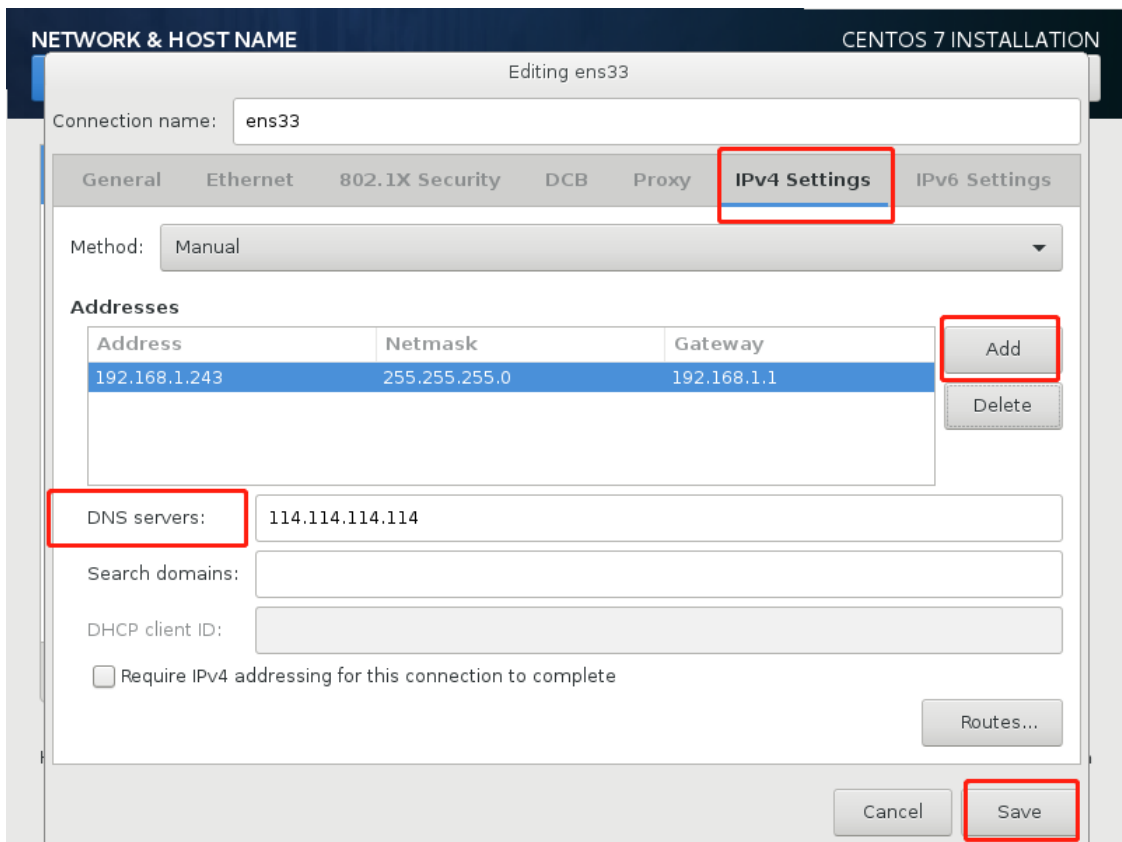 NETWORK & HOST NAME
CENTOS 7 INSTALLATION
Editing ens33
Connection name: ens33
General Ethernet 802.1X Security DCB Proxy IPv4 Settings IPv6 Settings
Method: Manual
Addresses
Address Netmask Gateway
192.168.1.243 255.255.255.0 192.168.1.1
Add
Delete
DNS servers: 114.114.114.114
Search domains:
DHCP client ID:
Require IPv4 addressing for this connection to complete
Routes...
Cancel Save